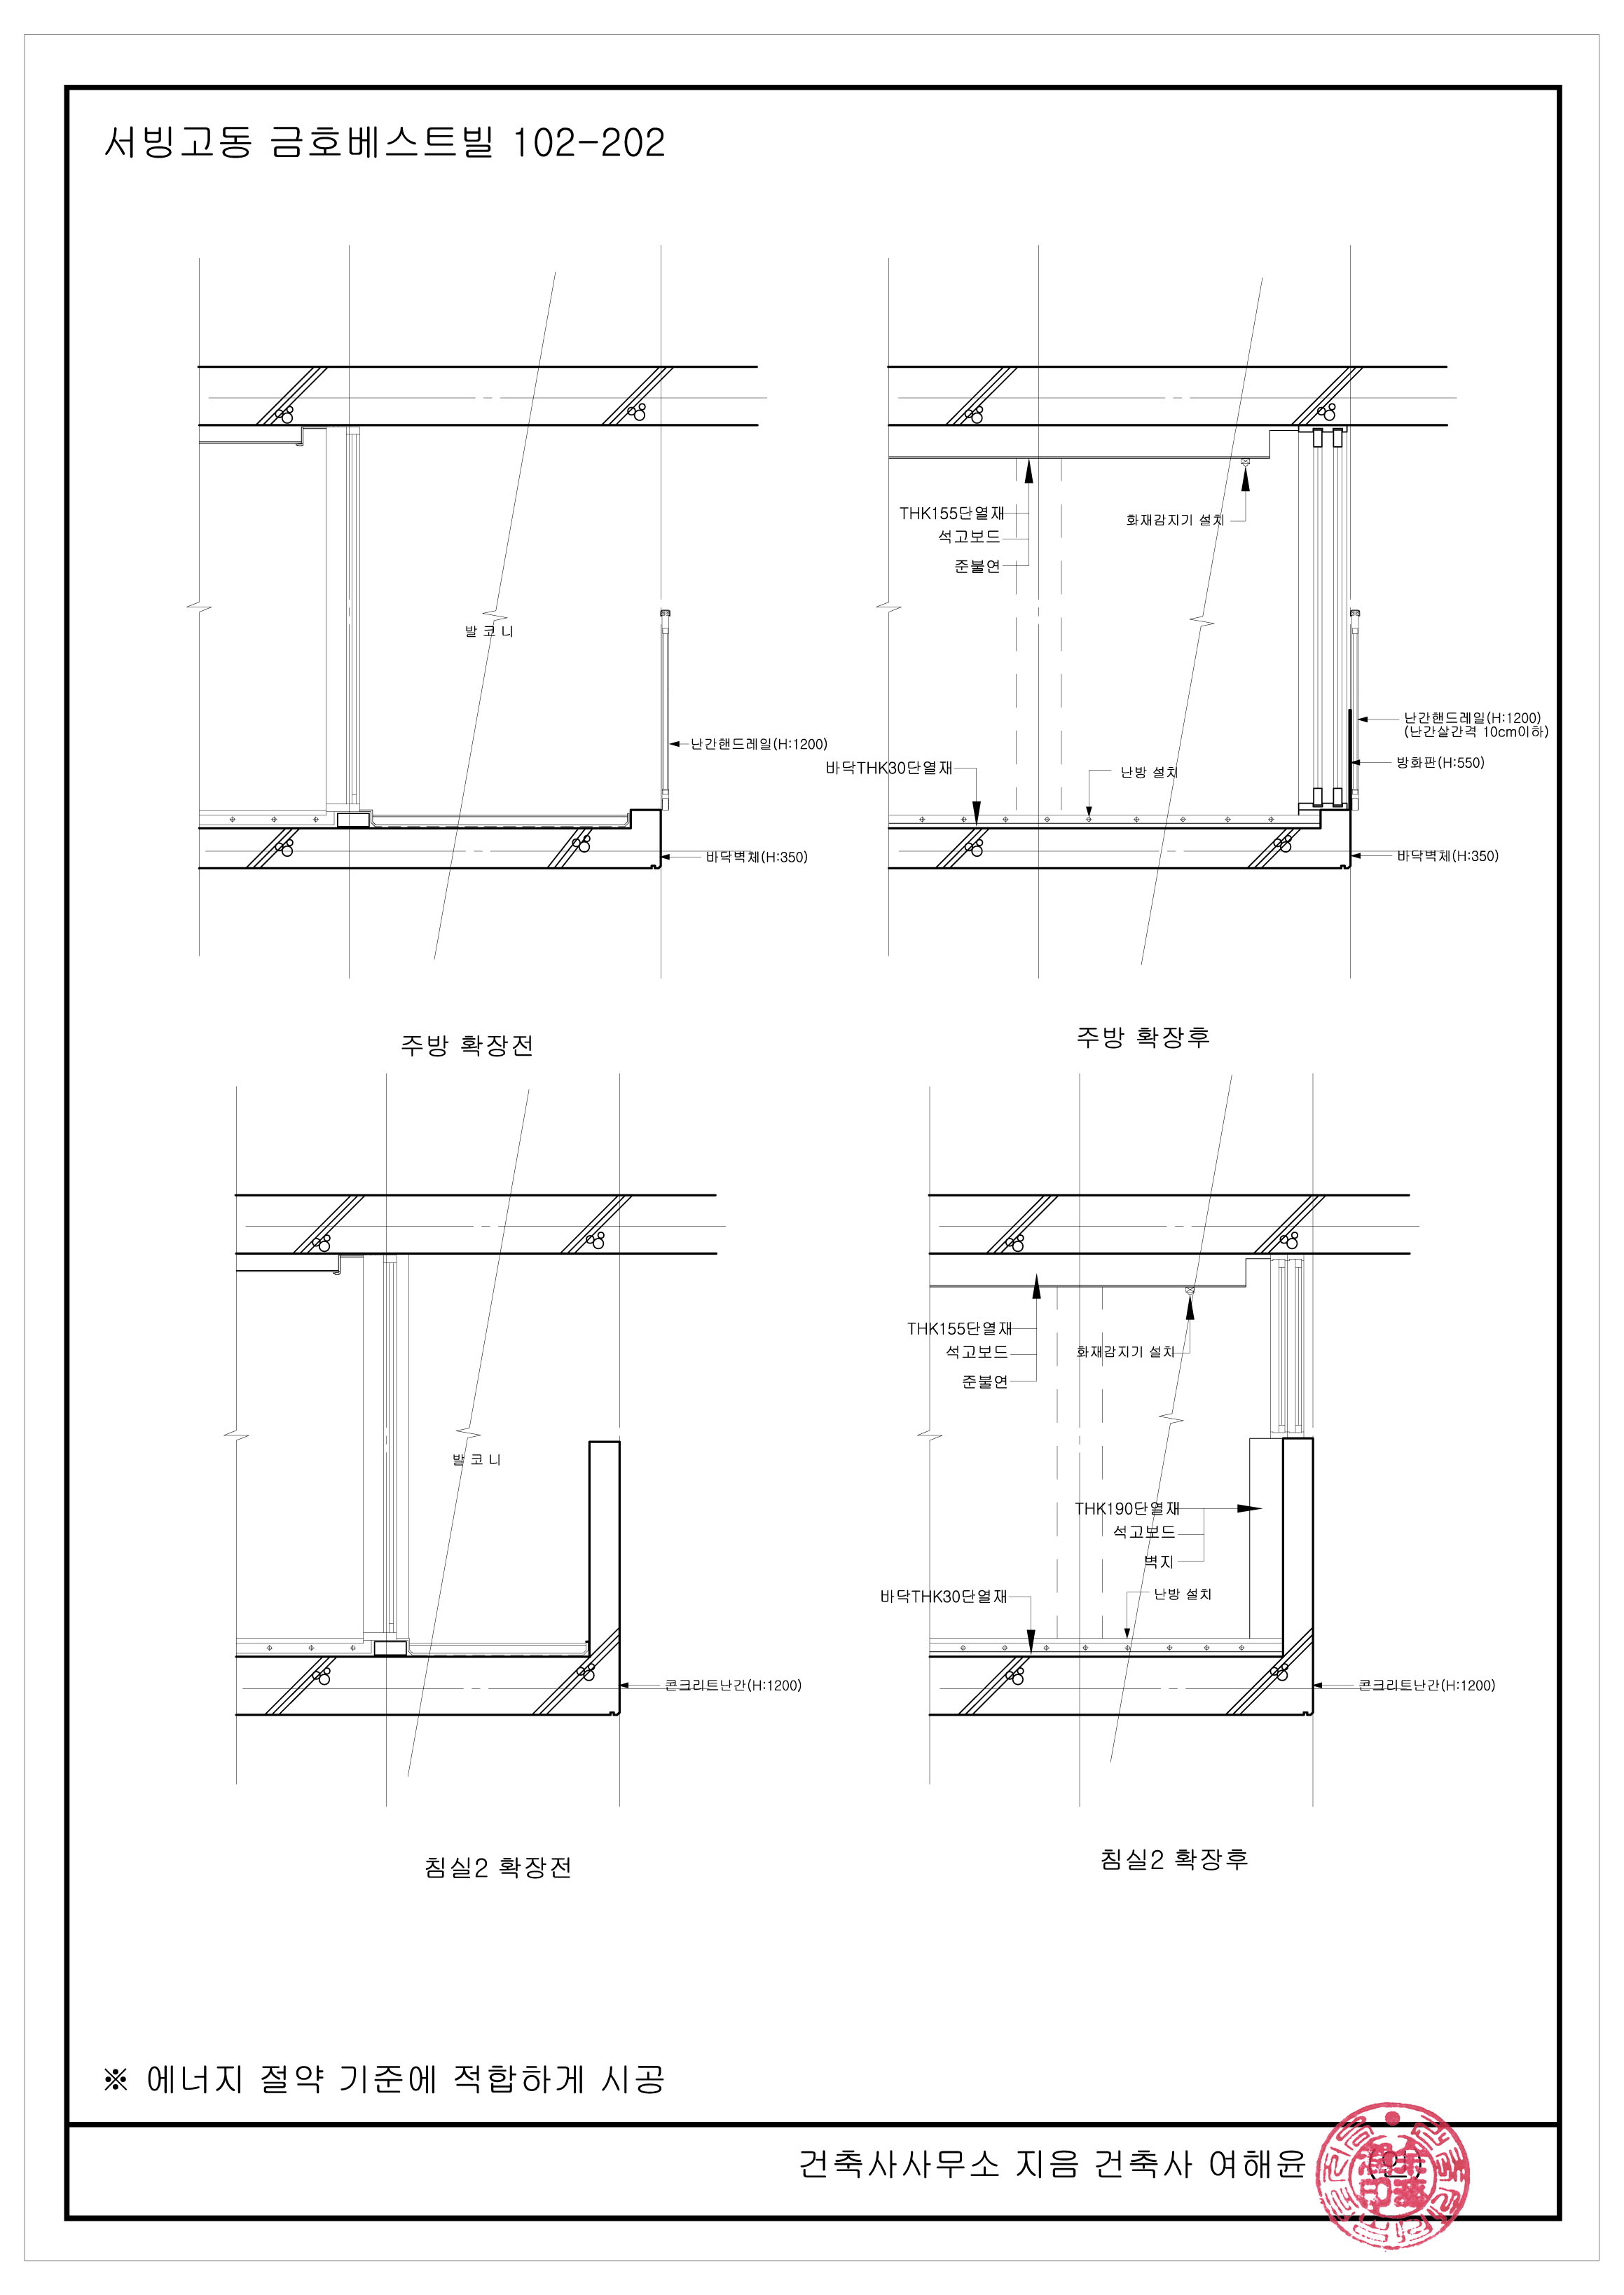 서빙고동 금호베스트빌 102-202
발 코 니
난간핸드레일(H:1200)
바닥벽체(H:350)
주방 확장전
THK155단열재
석고보드
준불연
화재감지기 설치
난간핸드레일(H:1200)
(난간살간격 10cm이하)
방화판(H:550)
바닥THK30단열재
난방 설치
바닥벽체(H:350)
주방 확장후
발 코 니
콘크리트난간(H:1200)
침실2 확장전
THK155단열재
석고보드
준불연
화재감지기 설치
THK190단열재
석고보드
벽지
바닥THK30단열재
난방 설치
콘크리트난간(H:1200)
침실2 확장후
※ 에너지 절약 기준에 적합하게 시공
건축사사무소 지음 건축사 여해윤 (인)